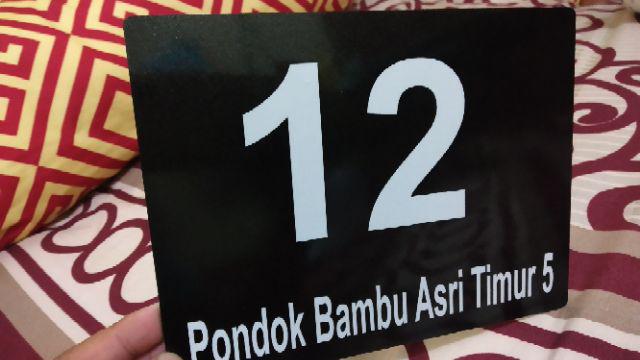 12
Pondok Bambu Asri Timur 5